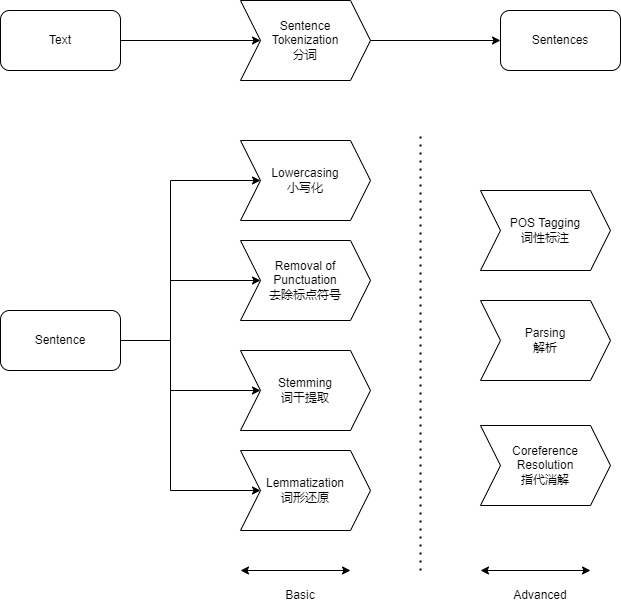 Text
Sentence
Tokenization
分词
Sentences
Lowercasing
小写化
Removal of
Punctuation
去除标点符号
Sentence
Stemming
词干提取
Lemmatization
词形还原
POS Tagging
词性标注
Parsing
解析
Coreference
Resolution
指代消解
Basic
Advanced